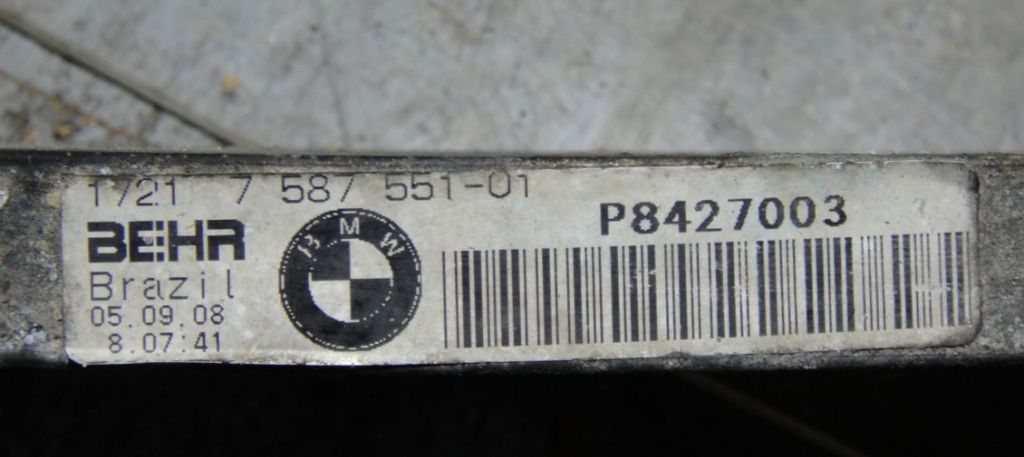 1721 7 587 551-01
P8427003
BEHR
BMW
Brazil
05.09.08
8.07:41